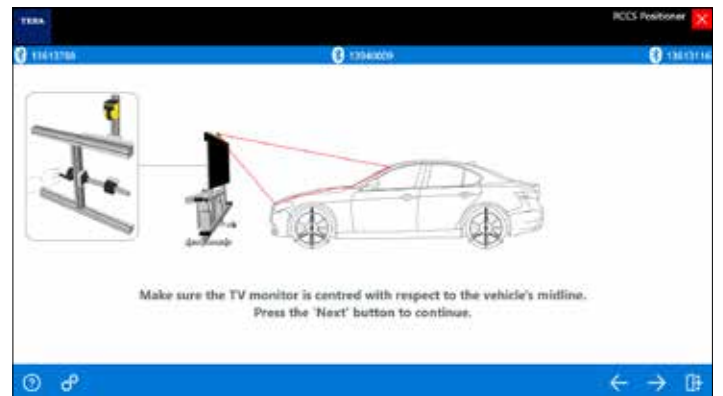 TEXA
RCCS Positioner
Make sure the TV monitor is centred with respect to the vehicle's midline.
Press the 'Next' button to continue.